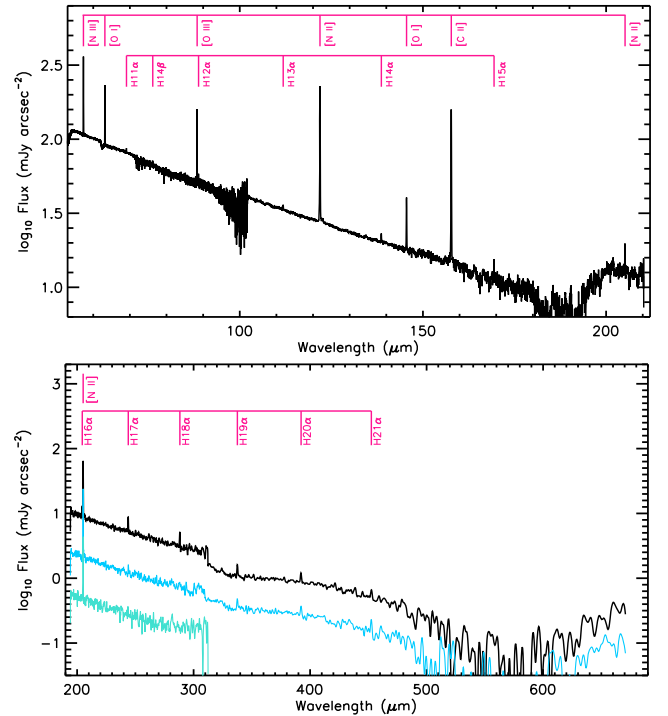 [N III]
[O I]
[O III]
[N II]
[O I]
[C II]
[N II]
H11α
H14β
H12α
H13α
H14α
H15α
2.5
2.0
1.5
1.0
log₁₀ Flux (mJy arcsec⁻²)
100
150
200
Wavelength (μm)
[N II]
H16α
H17α
H18α
H19α
H20α
H21α
3
2
1
0
−1
log₁₀ Flux (mJy arcsec⁻²)
200
300
400
500
600
Wavelength (μm)